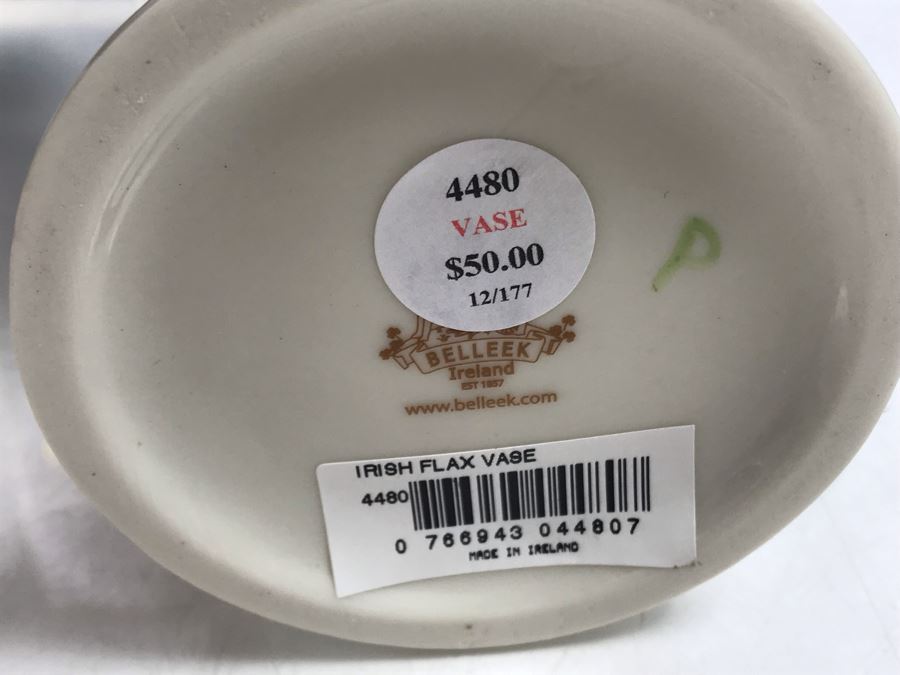 4480
VASE
$50.00
12/177
P
BELLEEK
Ireland
EST 1857
www.belleek.com
IRISH FLAX VASE
4480
0 766943 044807
MADE IN IRELAND